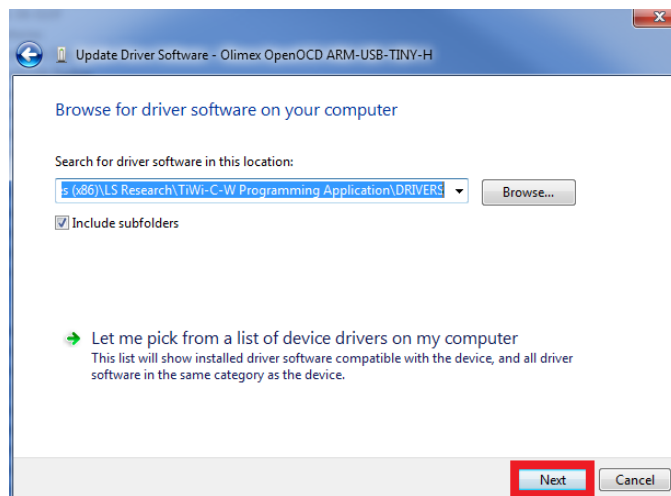 Update Driver Software - Olimex OpenOCD ARM-USB-TINY-H
Browse for driver software on your computer
Search for driver software in this location:
s (x86)\LS Research\TiWi-C-W Programming Application\DRIVERS
Browse...
Include subfolders
Let me pick from a list of device drivers on my computer
This list will show installed driver software compatible with the device, and all driver
software in the same category as the device.
Next
Cancel